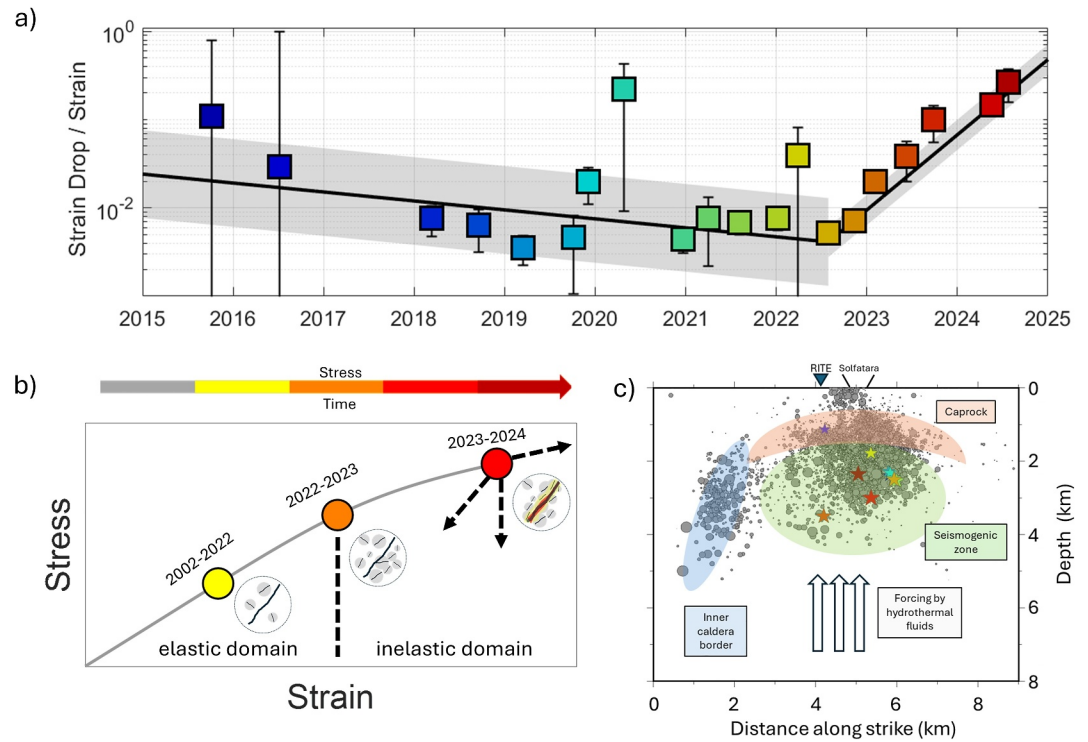 a)
Strain Drop / Strain
10^0
10^-2
2015 2016 2017 2018 2019 2020 2021 2022 2023 2024 2025
b)
Stress
Time
Stress
2002-2022
2022-2023
2023-2024
elastic domain
inelastic domain
Strain
c)
RITE
Solfatara
Caprock
Seismogenic
zone
Inner
caldera
border
Forcing by
hydrothermal
fluids
0
2
4
6
8
Depth (km)
0 2 4 6 8
Distance along strike (km)